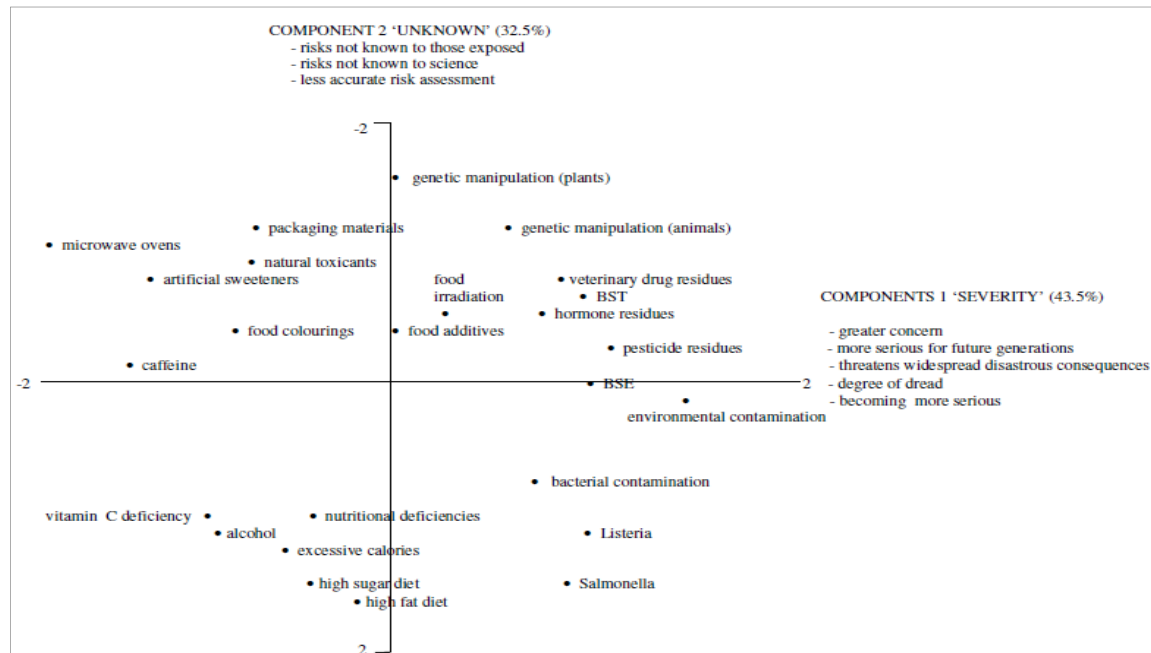 COMPONENT 2 ‘UNKNOWN’ (32.5%)
- risks not known to those exposed
- risks not known to science
- less accurate risk assessment
-2
genetic manipulation (plants)
packaging materials
genetic manipulation (animals)
microwave ovens
natural toxicants
artificial sweeteners
food
irradiation
veterinary drug residues
BST
COMPONENTS 1 ‘SEVERITY’ (43.5%)
hormone residues
food colourings
food additives
- greater concern
pesticide residues
- more serious for future generations
caffeine
- threatens widespread disastrous consequences
-2
BSE
2
- degree of dread
- becoming more serious
environmental contamination
bacterial contamination
vitamin C deficiency
nutritional deficiencies
alcohol
Listeria
excessive calories
high sugar diet
Salmonella
high fat diet
2